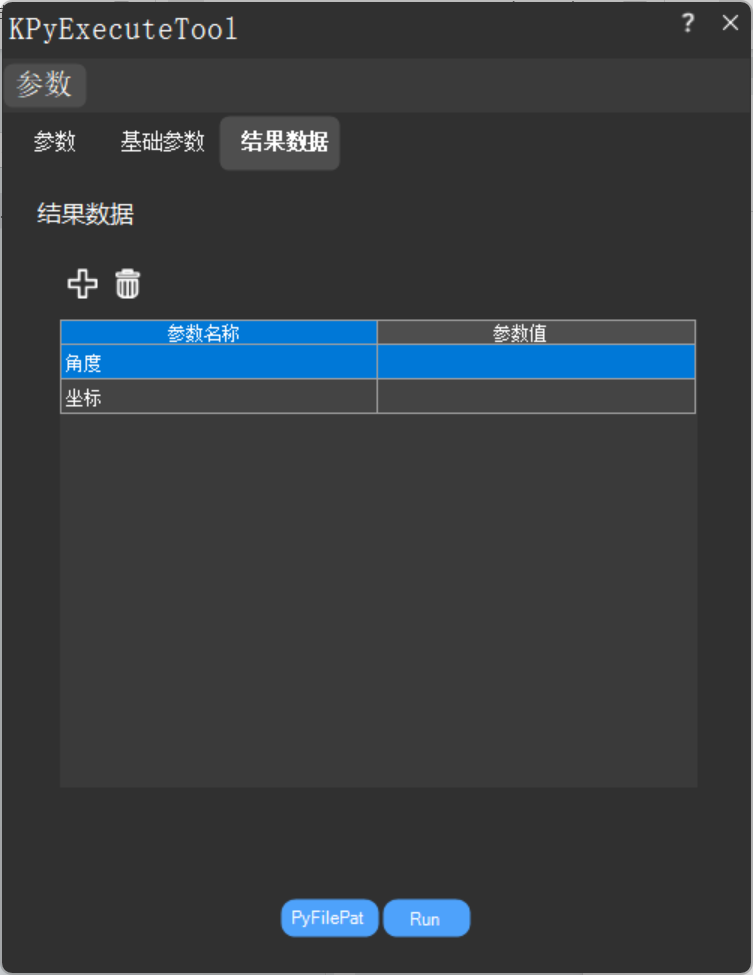 KPyExecuteTool ? ×
参数
参数 基础参数 结果数据
结果数据
参数名称 参数值
角度
坐标
PyFilePat Run